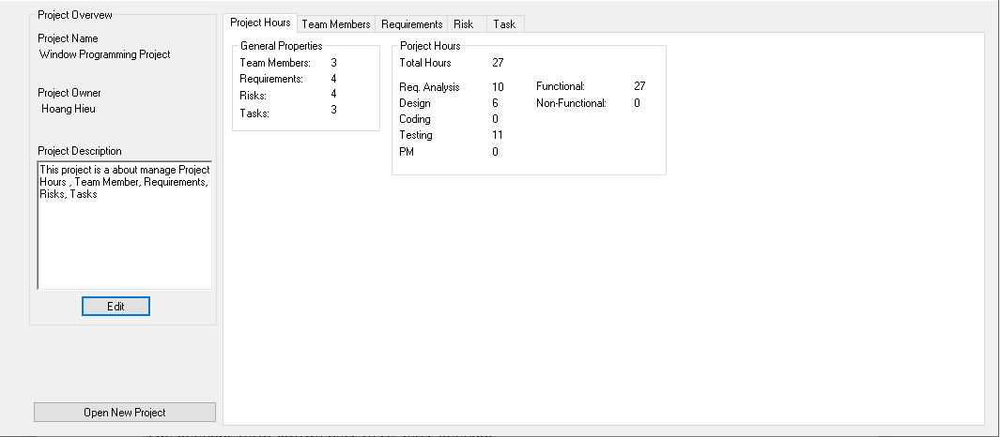 Project Overvew
Project Name
Window Programming Project
Project Owner
Hoang Hieu
Project Description
This project is a about manage Project
Hours , Team Member, Requirements,
Risks, Tasks
Edit
Open New Project
Project Hours Team Members Requirements Risk Task
General Properties
Team Members: 3
Requirements: 4
Risks: 4
Tasks: 3
Porject Hours
Total Hours 27
Req. Analysis 10 Functional: 27
Design 6 Non-Functional: 0
Coding 0
Testing 11
PM 0